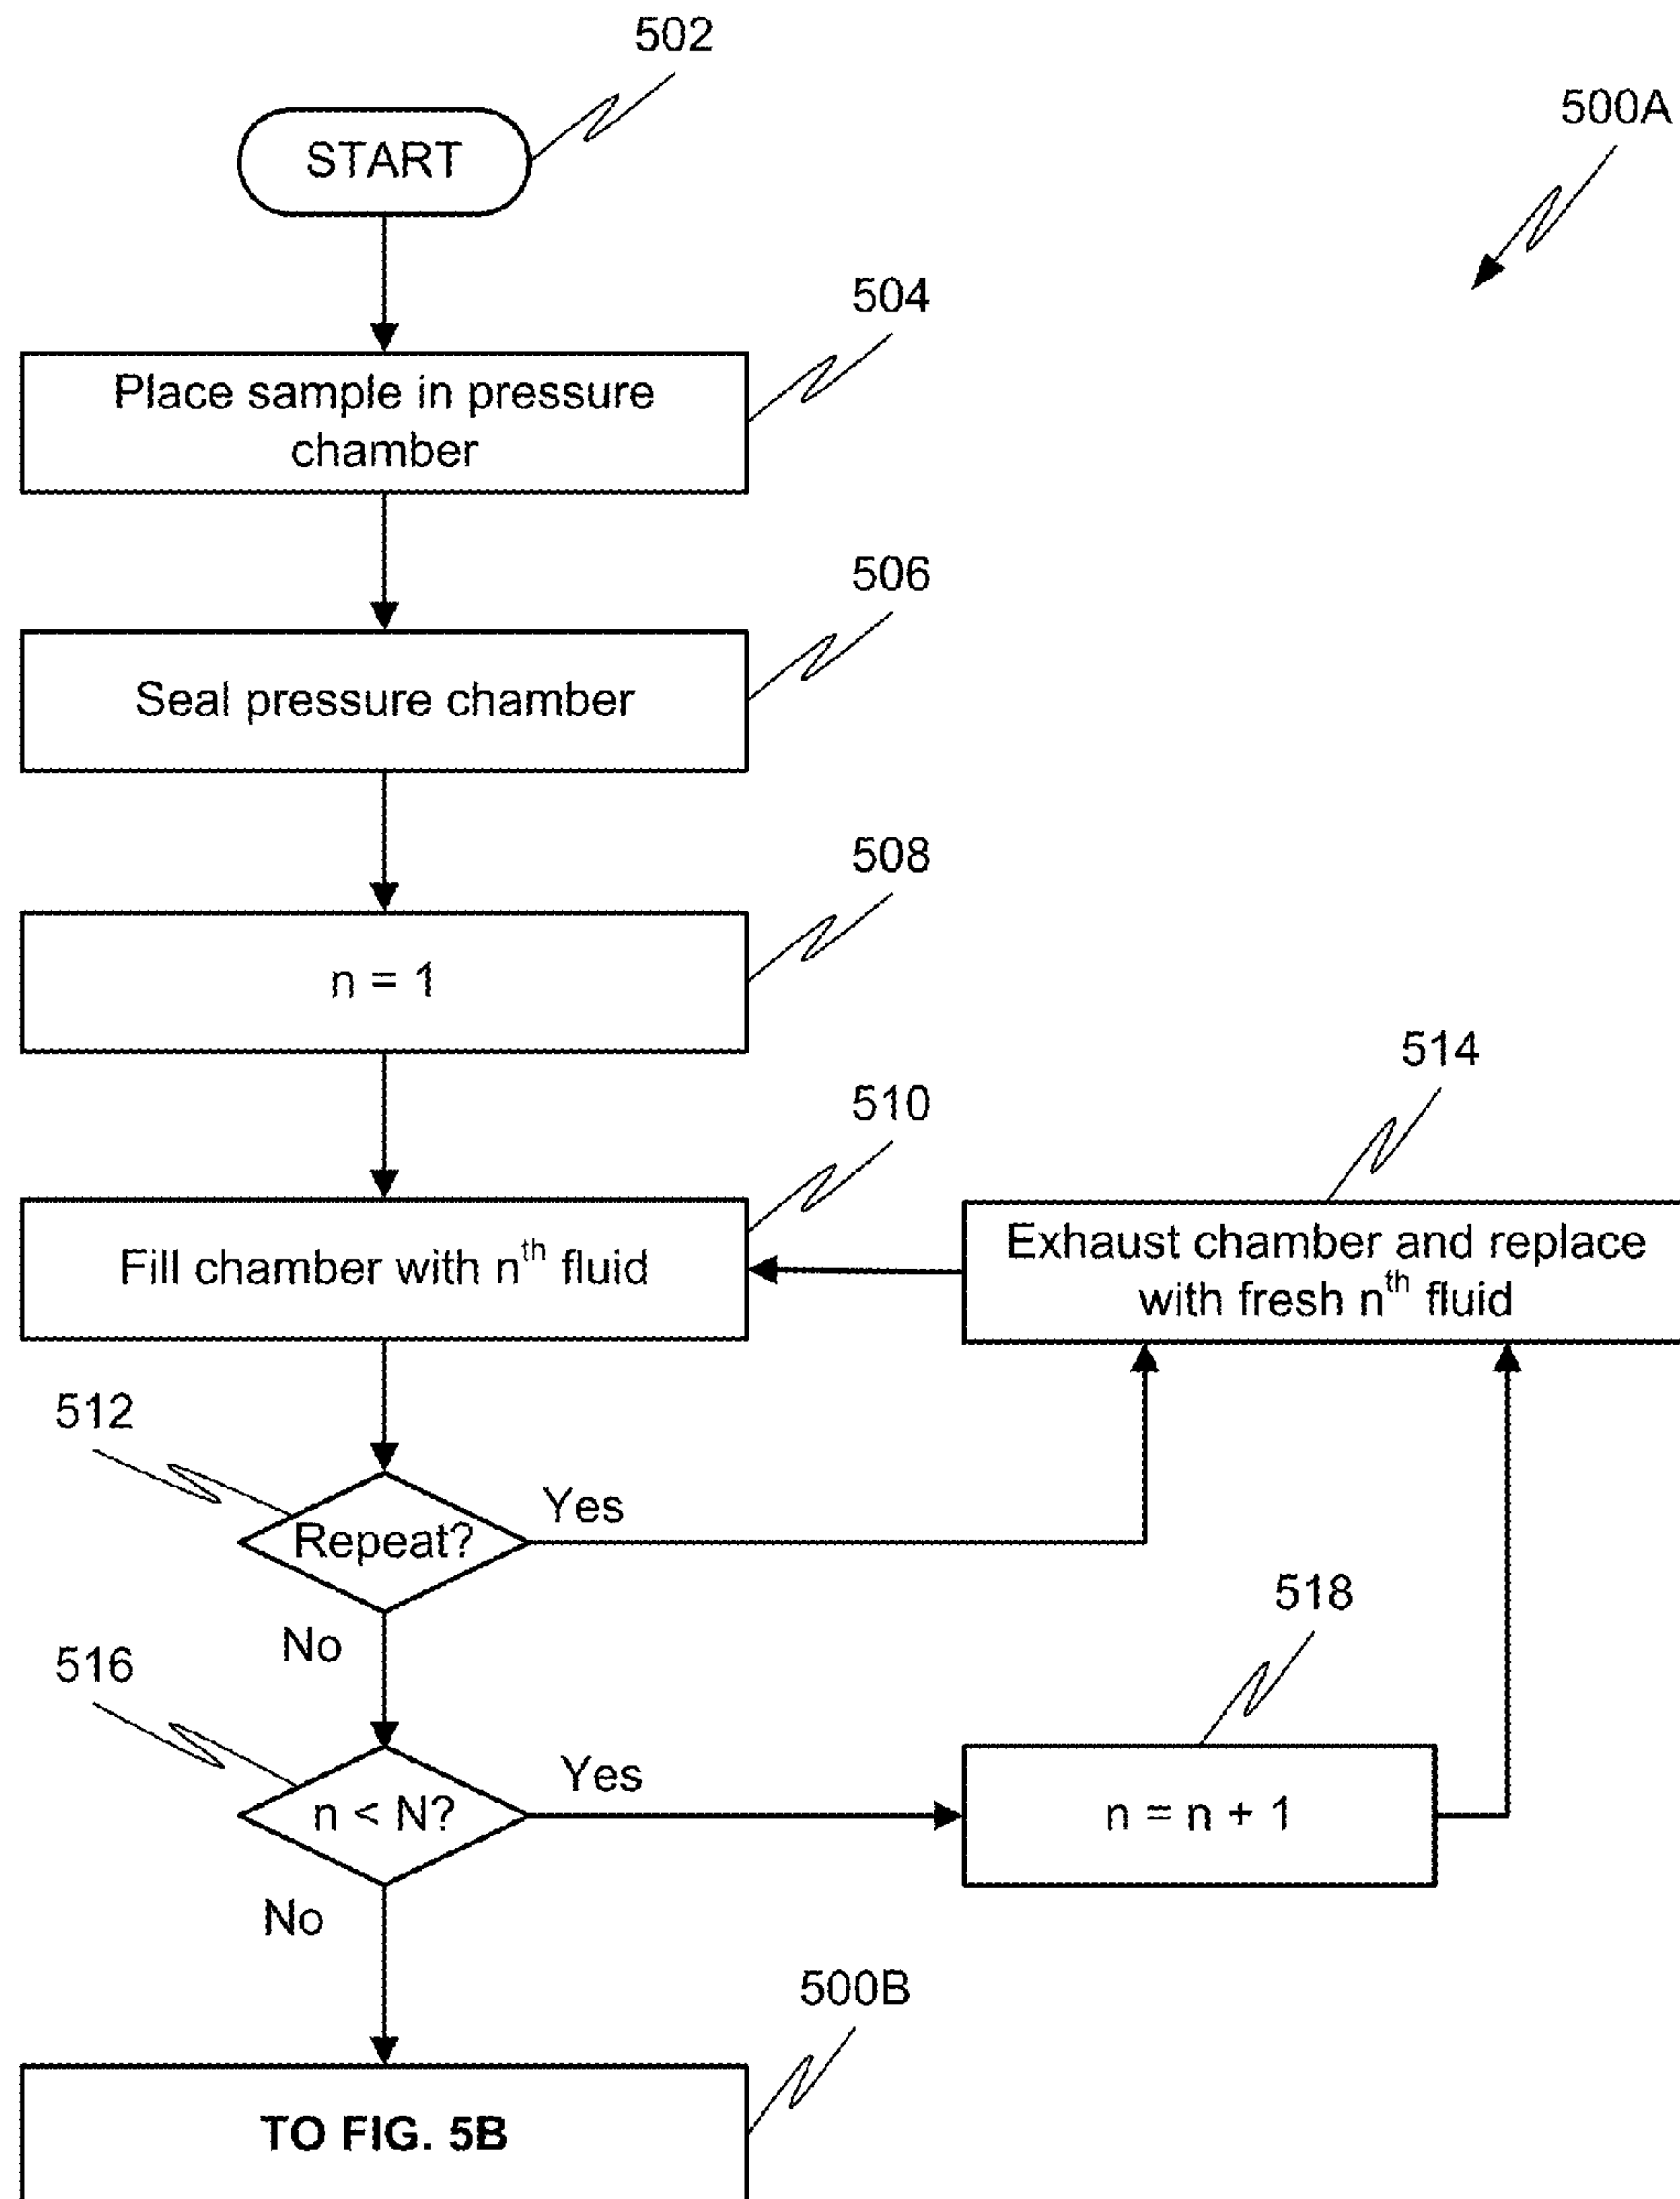 502
500A
START
504
Place sample in pressure
chamber
506
Seal pressure chamber
508
n = 1
514
510
Exhaust chamber and replace
with fresh nth fluid
Fill chamber with nth fluid
512
Yes
Repeat?
518
No
516
Yes
n < N?
n = n + 1
No
500B
TO FIG. 5B